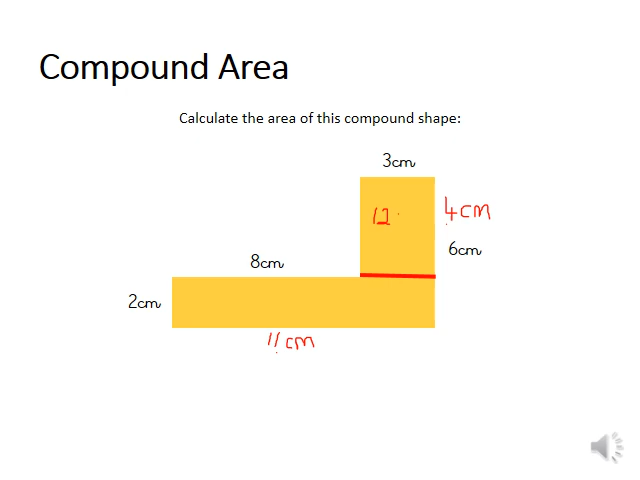 Compound Area
Calculate the area of this compound shape:
3cm
12
4cm
6cm
8cm
2cm
11cm